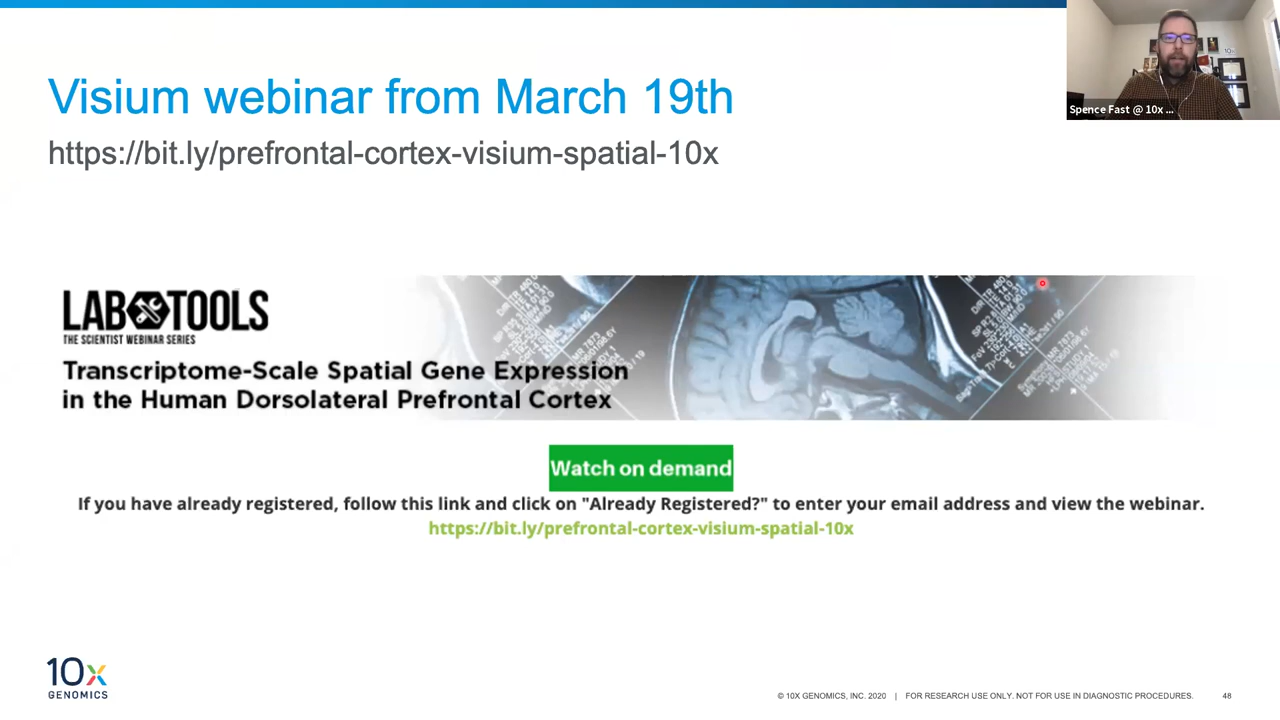 Visium webinar from March 19th
https://bit.ly/prefrontal-cortex-visium-spatial-10x
Spence Fast @ 10x ...
LAB TOOLS
THE SCIENTIST WEBINAR SERIES
Transcriptome-Scale Spatial Gene Expression
in the Human Dorsolateral Prefrontal Cortex
Watch on demand
If you have already registered, follow this link and click on "Already Registered?" to enter your email address and view the webinar.
https://bit.ly/prefrontal-cortex-visium-spatial-10x
10x
GENOMICS
© 10X GENOMICS, INC. 2020 | FOR RESEARCH USE ONLY. NOT FOR USE IN DIAGNOSTIC PROCEDURES. 48